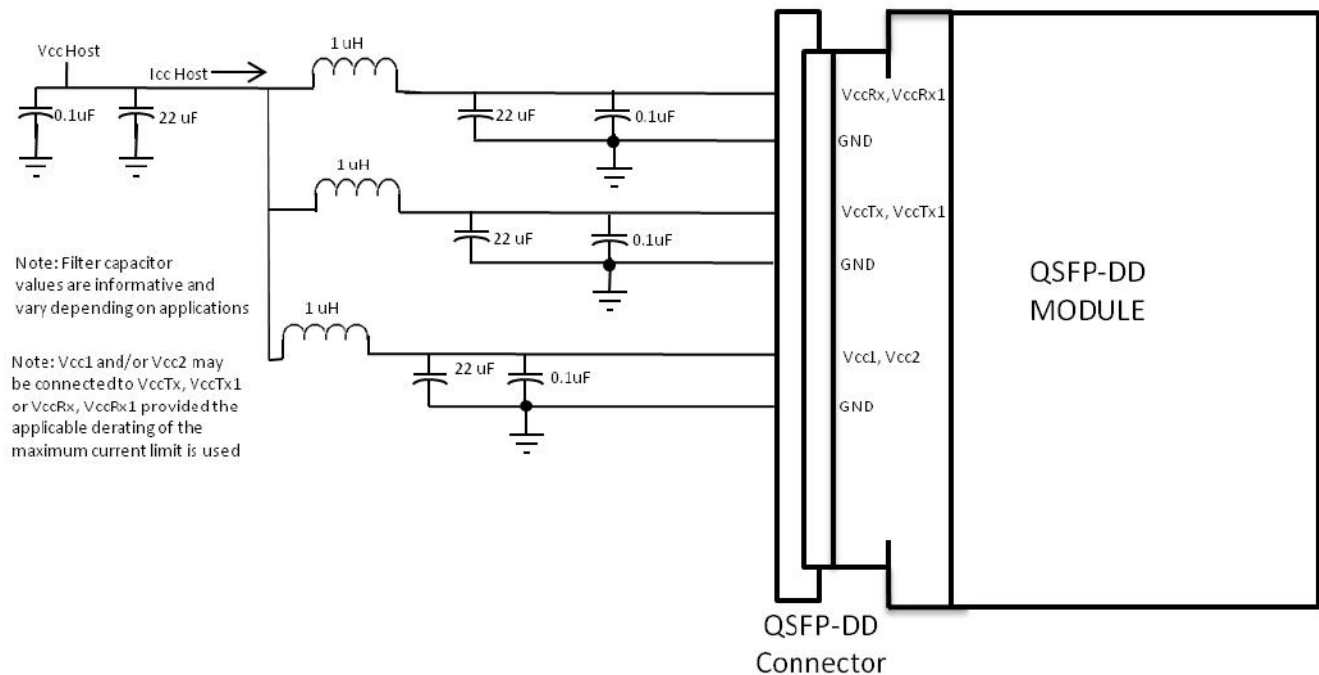 Vcc Host
Icc Host
1 uH
0.1uF
22 uF
22 uF
0.1uF
VccRx, VccRx1
GND
1 uH
22 uF
0.1uF
VccTx, VccTx1
GND
Note: Filter capacitor
values are informative and
vary depending on applications
1 uH
22 uF
0.1uF
Vcc1, Vcc2
GND
Note: Vcc1 and/or Vcc2 may
be connected to VccTx, VccTx1
or VccRx, VccRx1 provided the
applicable derating of the
maximum current limit is used
QSFP-DD
MODULE
QSFP-DD
Connector